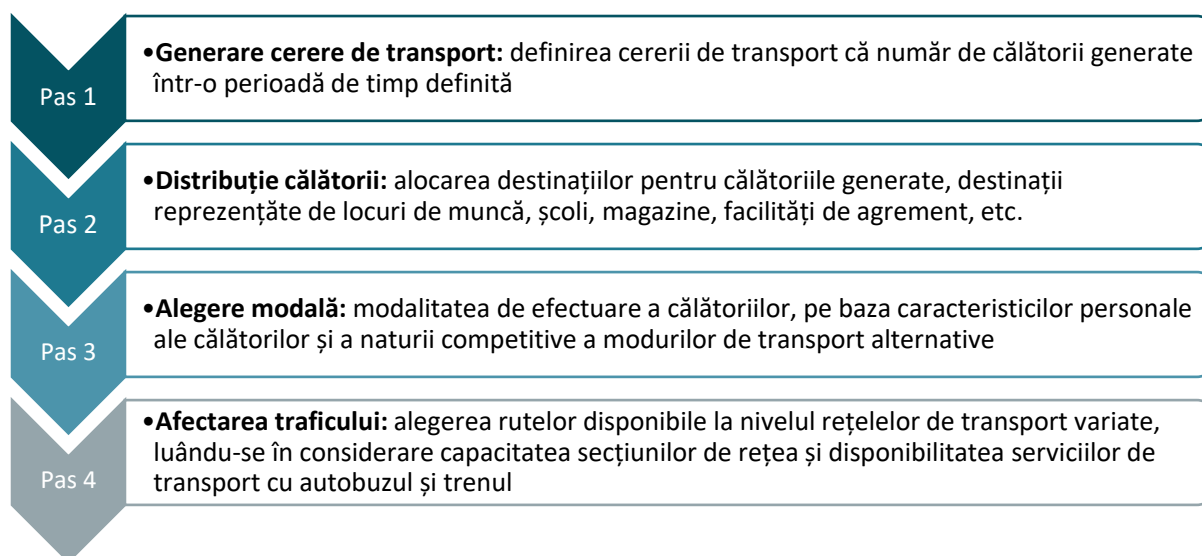 Pas 1
•Generare cerere de transport: definirea cererii de transport că număr de călătorii generate
într-o perioadă de timp definită
Pas 2
•Distribuție călătorii: alocarea destinațiilor pentru călătoriile generate, destinații
reprezențâte de locuri de muncă, școli, magazine, facilități de agrement, etc.
Pas 3
•Alegere modală: modalitatea de efectuare a călătoriilor, pe baza caracteristicilor personale
ale călătorilor și a naturii competitive a modurilor de transport alternative
Pas 4
•Afectarea traficului: alegerea rutelor disponibile la nivelul rețelelor de transport variate,
luându-se în considerare capacitatea secțiunilor de rețea și disponibilitatea serviciilor de
transport cu autobuzul și trenul